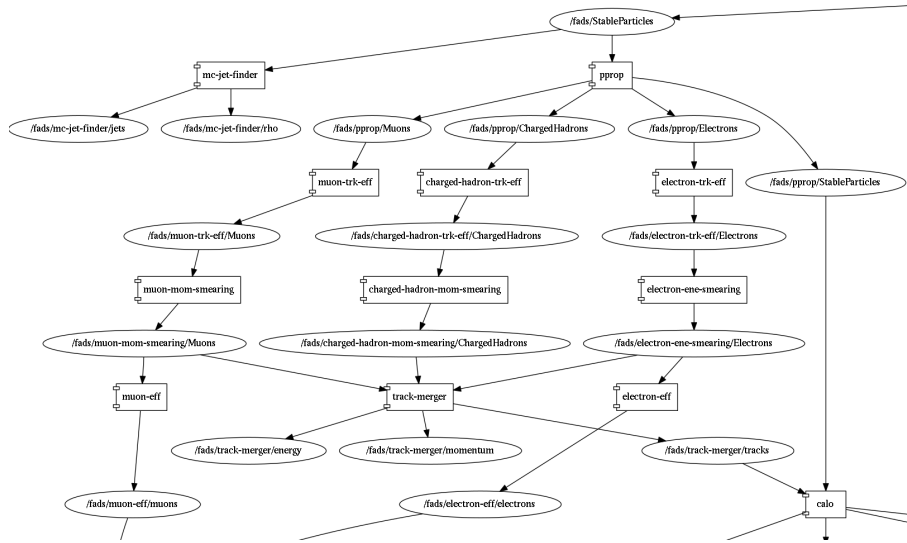 /fads/StableParticles
mc-jet-finder
pprop
/fads/mc-jet-finder/jets
/fads/mc-jet-finder/rho
/fads/pprop/Muons
/fads/pprop/ChargedHadrons
/fads/pprop/Electrons
muon-trk-eff
charged-hadron-trk-eff
electron-trk-eff
/fads/pprop/StableParticles
/fads/muon-trk-eff/Muons
/fads/charged-hadron-trk-eff/ChargedHadrons
/fads/electron-trk-eff/Electrons
muon-mom-smearing
charged-hadron-mom-smearing
electron-ene-smearing
/fads/muon-mom-smearing/Muons
/fads/charged-hadron-mom-smearing/ChargedHadrons
/fads/electron-ene-smearing/Electrons
muon-eff
track-merger
electron-eff
/fads/track-merger/energy
/fads/track-merger/momentum
/fads/track-merger/tracks
/fads/muon-eff/muons
/fads/electron-eff/electrons
calo